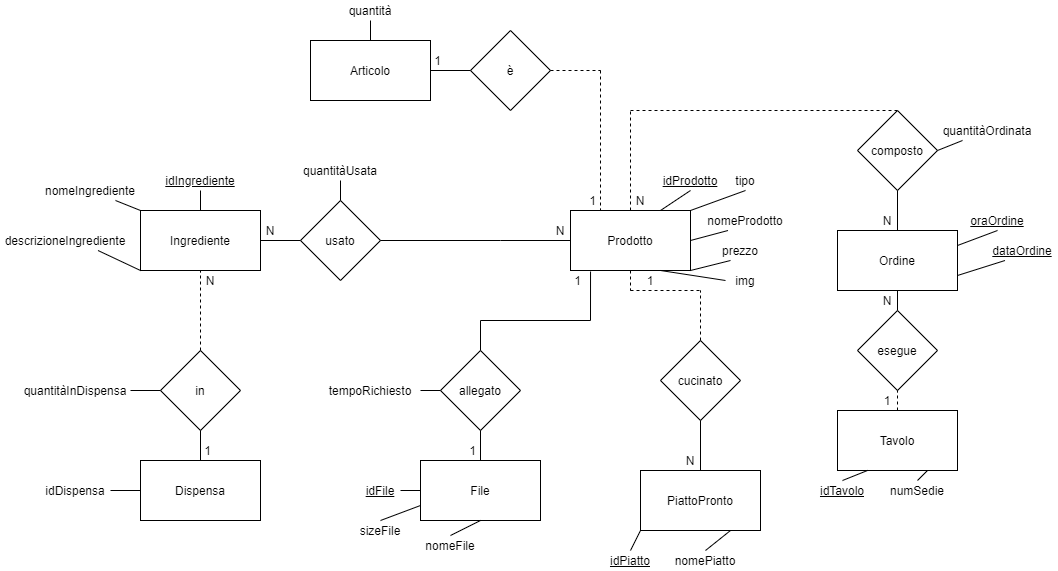 quantità
Articolo
1
è
quantitàOrdinata
composto
quantitàUsata
idIngrediente
nomeIngrediente
descrizioneIngrediente
Ingrediente
N
usato
N
1
N
idProdotto
tipo
nomeProdotto
Prodotto
prezzo
img
N
oraOrdine
dataOrdine
Ordine
N
1
1
N
esegue
quantitàInDispensa
in
tempoRichiesto
allegato
cucinato
1
Tavolo
1
1
N
idDispensa
Dispensa
idFile
File
sizeFile
nomeFile
PiattoPronto
idTavolo
numSedie
idPiatto
nomePiatto